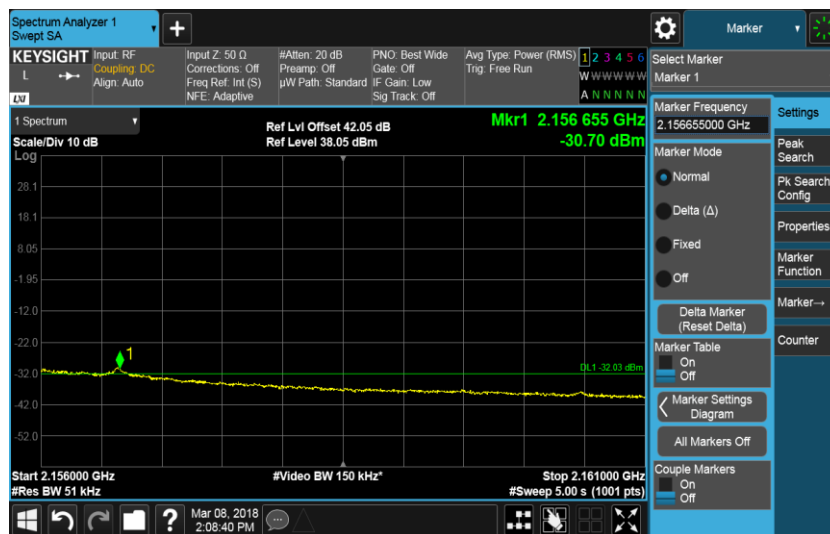 Spectrum Analyzer 1
Swept SA
+
Marker
KEYSIGHT
L
LXI
Input: RF
Coupling: DC
Align: Auto
Input Z: 50 Ω
Corrections: Off
Freq Ref: Int (S)
NFE: Adaptive
#Atten: 20 dB
Preamp: Off
µW Path: Standard
PNO: Best Wide
Gate: Off
IF Gain: Low
Sig Track: Off
Avg Type: Power (RMS)
Trig: Free Run
1 2 3 4 5 6
W W W W W W
A N N N N N
Select Marker
Marker 1
1 Spectrum
Scale/Div 10 dB
Ref Lvl Offset 42.05 dB
Ref Level 38.05 dBm
Mkr1 2.156 655 GHz
-30.70 dBm
Log
28.1
18.1
8.05
-1.95
-12.0
-22.0
-32.0
-42.0
-52.0
1
DL1 -32.03 dBm
Start 2.156000 GHz
#Res BW 51 kHz
#Video BW 150 kHz*
Stop 2.161000 GHz
#Sweep 5.00 s (1001 pts)
Marker Frequency
2.156655000 GHz
Marker Mode
Normal
Delta (Δ)
Fixed
Off
Delta Marker
(Reset Delta)
Marker Table
On
Off
Marker Settings
Diagram
All Markers Off
Couple Markers
On
Off
Settings
Peak
Search
Pk Search
Config
Properties
Marker
Function
Marker→
Counter
?
Mar 08, 2018
2:08:40 PM